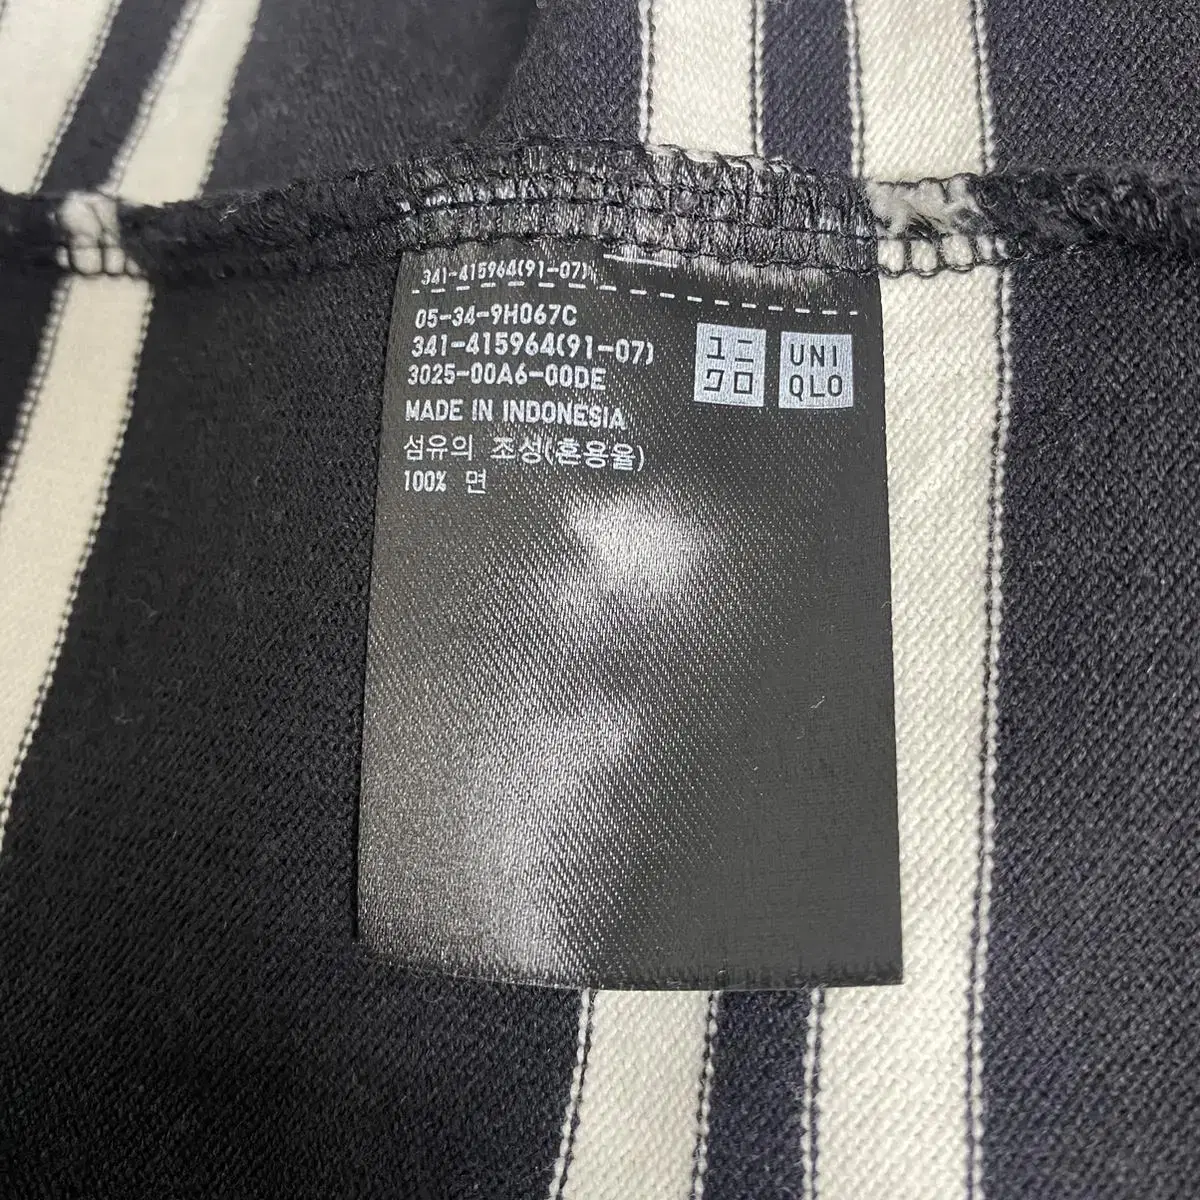 341-415964(91-07)
05-34-9H067C
341-415964(91-07)
3025-00A6-00DE
MADE IN INDONESIA
섬유의 조성(혼용율)
100% 면
ユニ
クロ
UNI
QLO